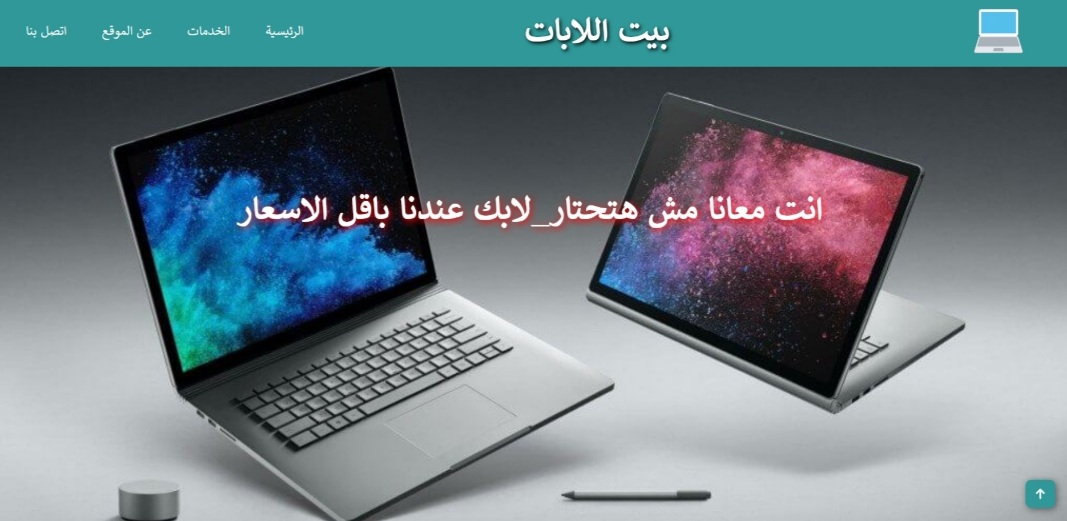 بيت اللابات
الرئيسية الخدمات عن الموقع اتصل بنا
انت معانا مش هتحتار_لابك عندنا باقل الاسعار